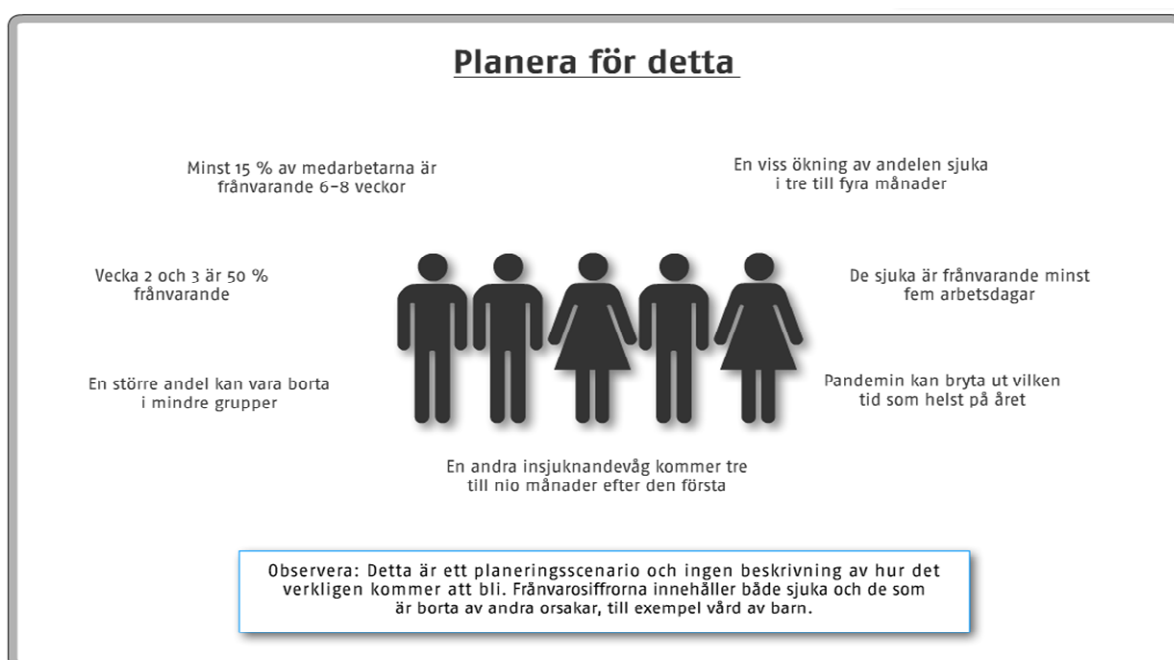 Planera för detta
Minst 15 % av medarbetarna är
frånvarande 6-8 veckor
En viss ökning av andelen sjuka
i tre till fyra månader
Vecka 2 och 3 är 50 %
frånvarande
De sjuka är frånvarande minst
fem arbetsdagar
En större andel kan vara borta
i mindre grupper
Pandemin kan bryta ut vilken
tid som helst på året
En andra insjuknandevåg kommer tre
till nio månader efter den första
Observera: Detta är ett planeringsscenario och ingen beskrivning av hur det
verkligen kommer att bli. Frånvarosiffrorna innehåller både sjuka och de som
är borta av andra orsakar, till exempel vård av barn.